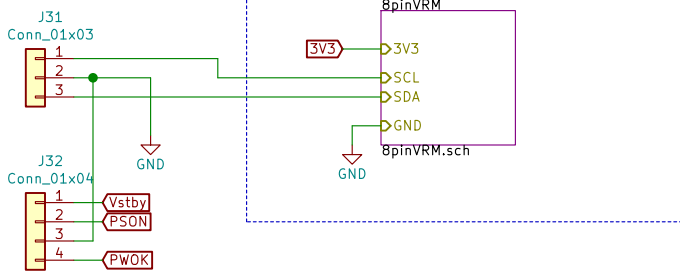 8pinVRM
J31
Conn_01x03
1
2
3
3V3
3V3
SCL
SDA
GND
GND
GND
8pinVRM.sch
J32
Conn_01x04
1
Vstby
2
PSON
3
4
PWOK